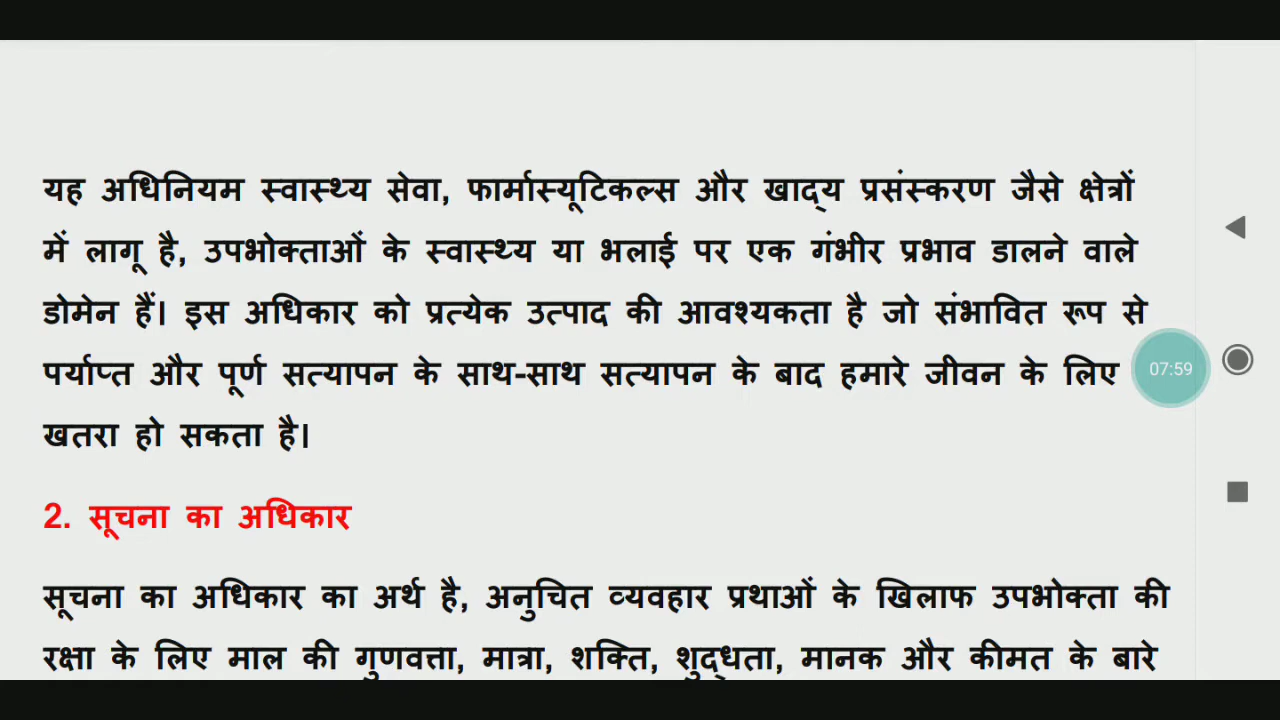 यह अधिनियम स्वास्थ्य सेवा, फार्मास्यूटिकल्स और खाद्य प्रसंस्करण जैसे क्षेत्रों
में लागू है, उपभोक्ताओं के स्वास्थ्य या भलाई पर एक गंभीर प्रभाव डालने वाले
डोमेन हैं। इस अधिकार को प्रत्येक उत्पाद की आवश्यकता है जो संभावित रूप से
पर्याप्त और पूर्ण सत्यापन के साथ-साथ सत्यापन के बाद हमारे जीवन के लिए
07:59
खतरा हो सकता है।
2. सूचना का अधिकार
सूचना का अधिकार का अर्थ है, अनुचित व्यवहार प्रथाओं के खिलाफ उपभोक्ता की
रक्षा के लिए माल की गुणवत्ता, मात्रा, शक्ति, शुद्धता, मानक और कीमत के बारे